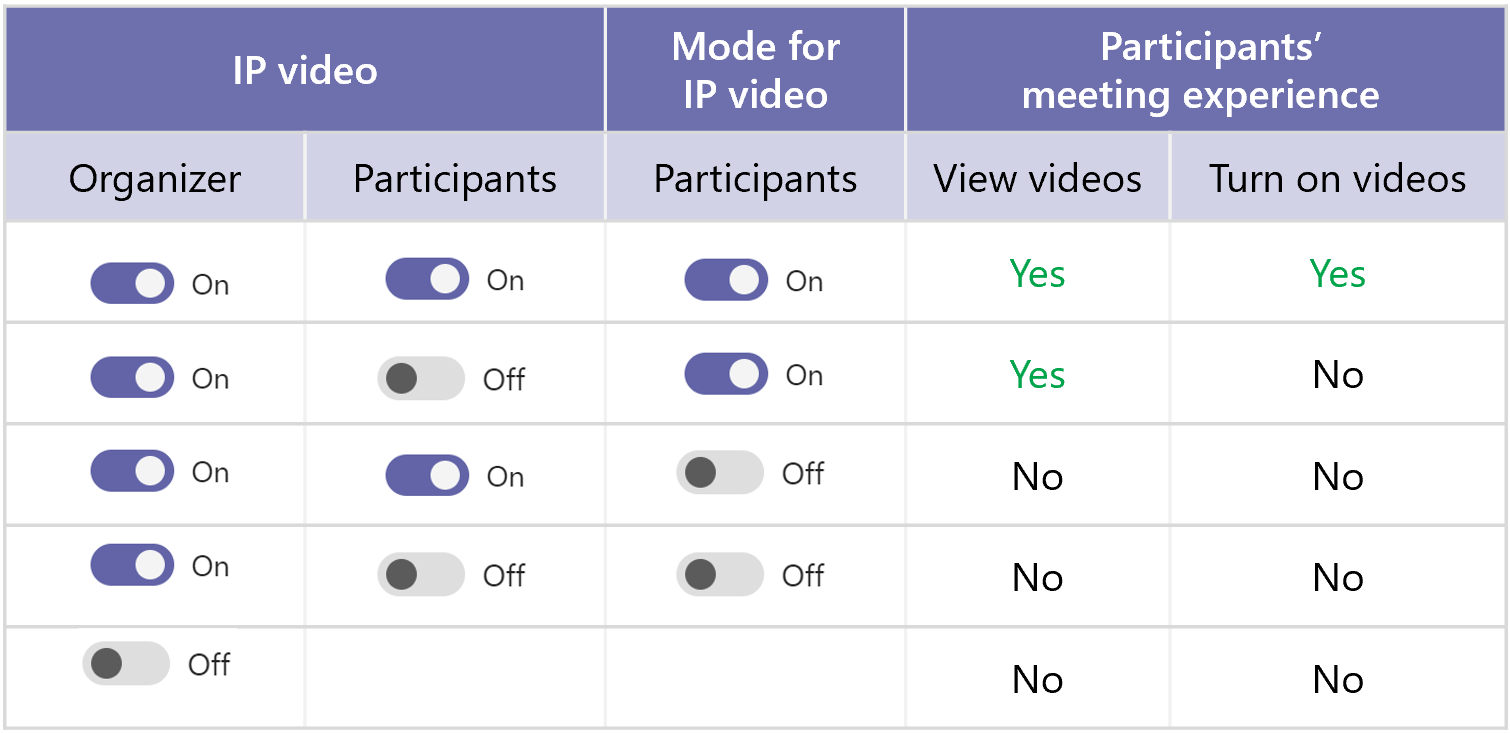 IP video
Mode for
IP video
Participants’
meeting experience
Organizer
Participants
Participants
View videos
Turn on videos
On
On
On
Yes
Yes
On
Off
On
Yes
No
On
On
Off
No
No
On
Off
Off
No
No
Off
No
No